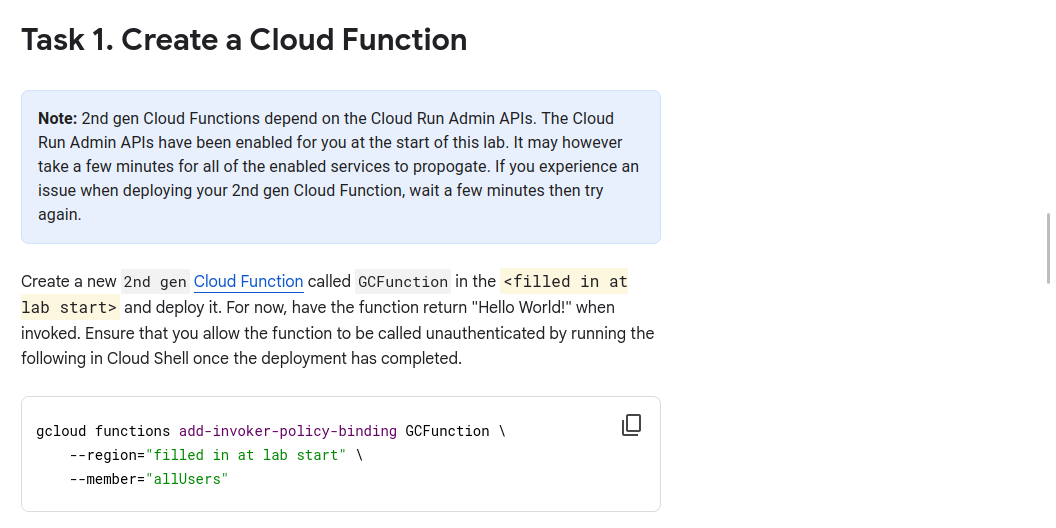 Task 1. Create a Cloud Function
Note: 2nd gen Cloud Functions depend on the Cloud Run Admin APIs. The Cloud
Run Admin APIs have been enabled for you at the start of this lab. It may however
take a few minutes for all of the enabled services to propogate. If you experience an
issue when deploying your 2nd gen Cloud Function, wait a few minutes then try
again.
Create a new 2nd gen Cloud Function called GCFunction in the <filled in at
lab start> and deploy it. For now, have the function return "Hello World!" when
invoked. Ensure that you allow the function to be called unauthenticated by running the
following in Cloud Shell once the deployment has completed.
gcloud functions add-invoker-policy-binding GCFunction \
    --region="filled in at lab start" \
    --member="allUsers"